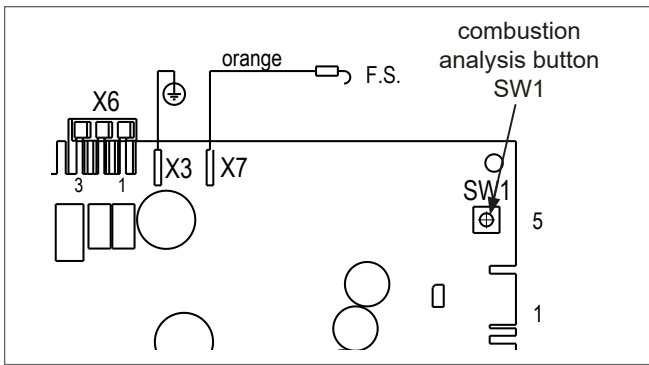 combustion
analysis button
SW1
orange
F.S.
X6
X3
X7
SW1
3
1
5
1